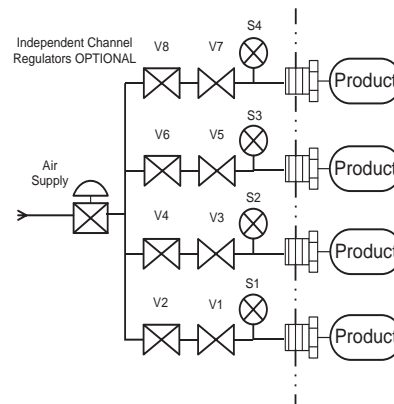 S4
Independent Channel
Regulators OPTIONAL
V8
V7
Product
S3
V6
V5
Air
Supply
Product
S2
V4
V3
Product
S1
V2
V1
Product